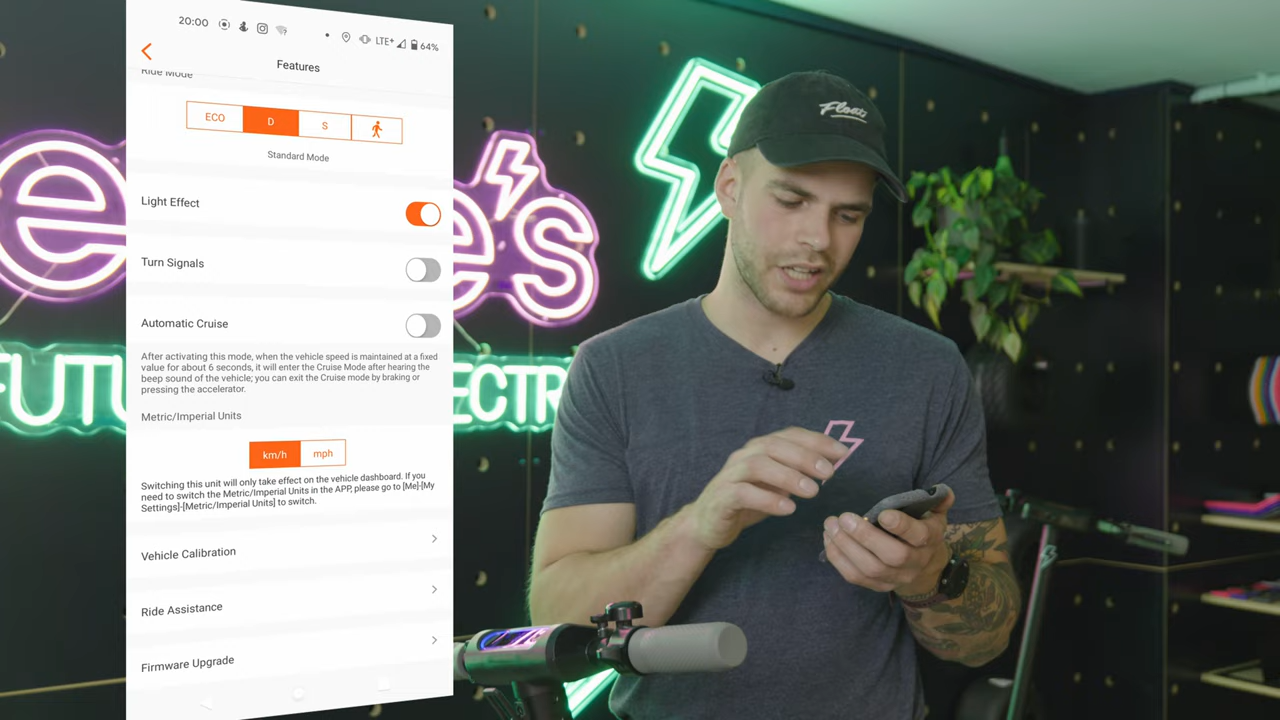 20:00
LTE+
64%
Features
Ride Mode
ECO
D
S
Standard Mode
Light Effect
Turn Signals
Automatic Cruise
After activating this mode, when the vehicle speed is maintained at a fixed
value for about 6 seconds, it will enter the Cruise Mode after hearing the
beep sound of the vehicle; you can exit the Cruise mode by braking or
pressing the accelerator.
Metric/Imperial Units
km/h
mph
Switching this unit will only take effect on the vehicle dashboard. If you
need to switch the Metric/Imperial Units in the APP, please go to [Me]-[My
Settings]-[Metric/Imperial Units] to switch.
Vehicle Calibration
Ride Assistance
Firmware Upgrade
e
e's
FUTU
ECTR
Float